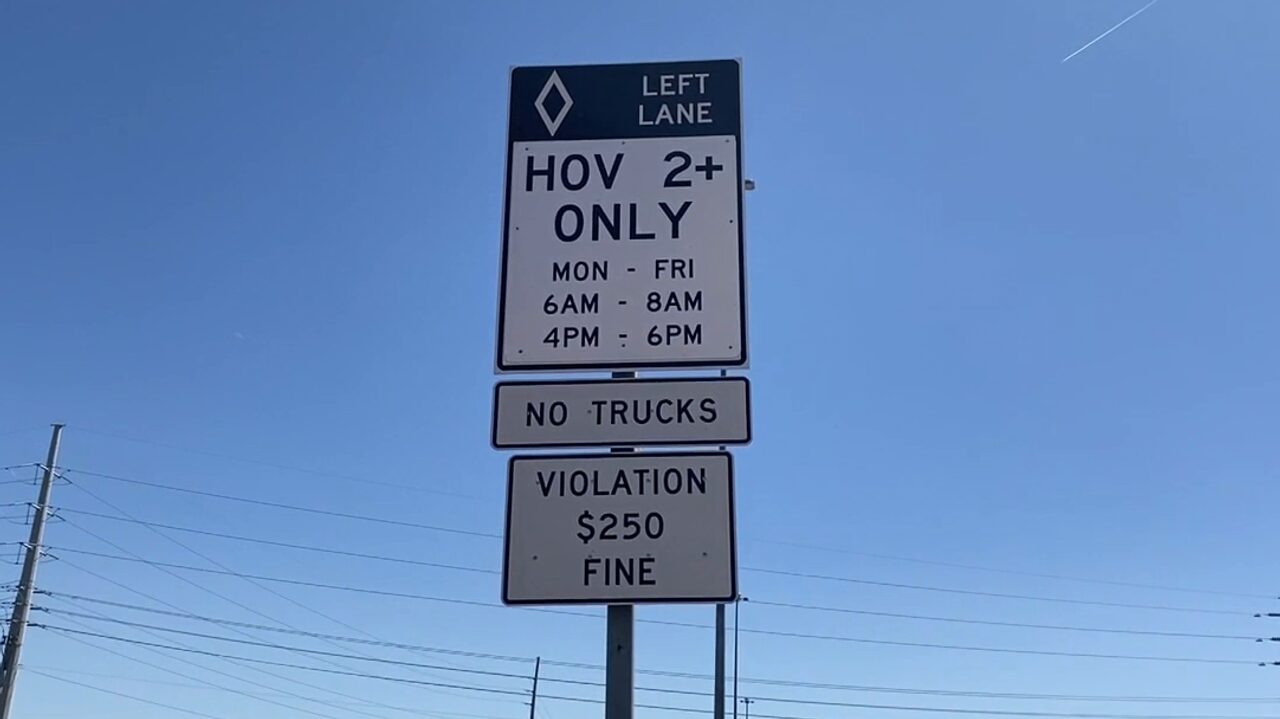 LEFT
LANE
HOV 2+
ONLY
MON - FRI
6AM - 8AM
4PM - 6PM
NO TRUCKS
VIOLATION
$250
FINE